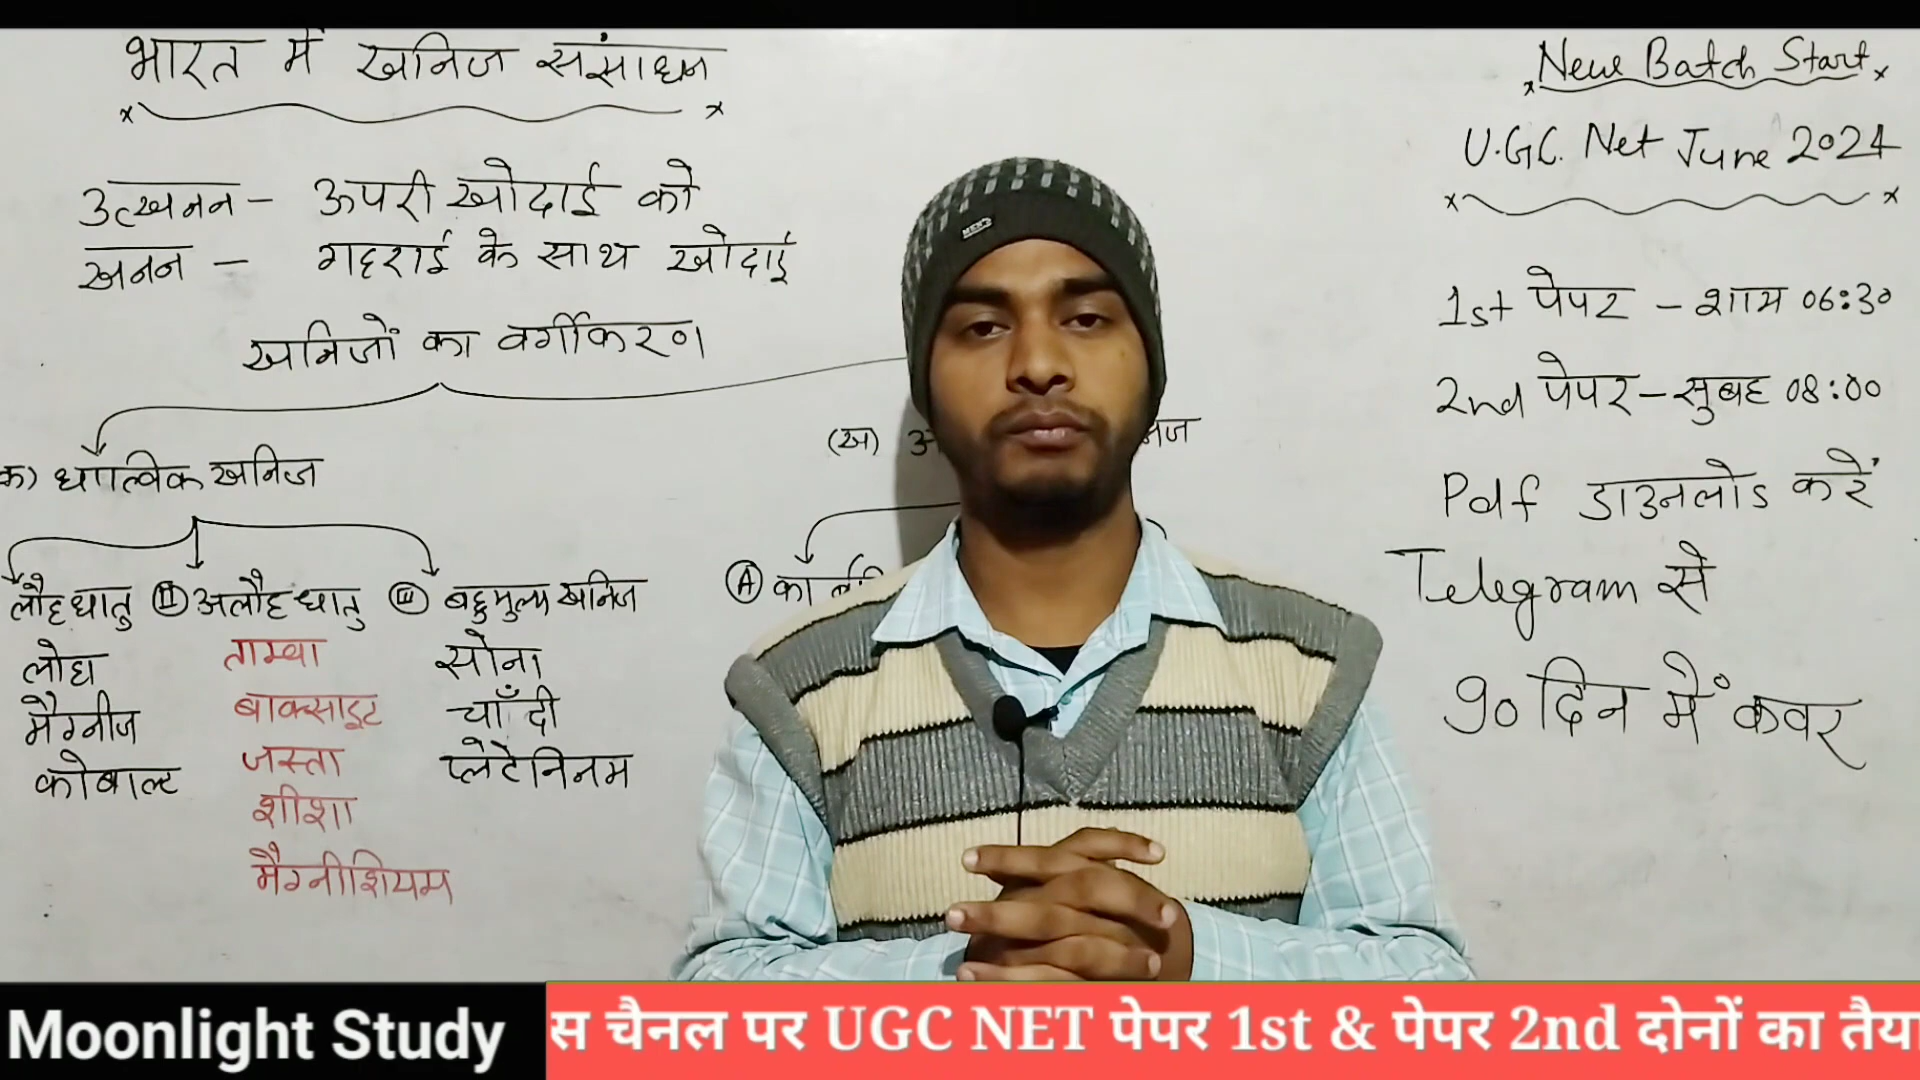 भारत में खनिज संसाधन
उत्खनन - ऊपरी खोदाई को
खनन - गहराई के साथ खोदाई
खनिजों का वर्गीकरण
क) धात्विक खनिज
लौह धातु
लोहा
मैग्नीज
कोबाल्ट
II अलौह धातु
ताम्बा
बाक्साइट
जस्ता
शीशा
मैग्नीशियम
III बहुमुल्य खनिज
सोना
चाँदी
प्लेटेनिनम
(ख)
A
New Batch Start
U.G.C. Net June 2024
1st पेपर - शाम 06:30
2nd पेपर - सुबह 08:00
Pdf डाउनलोड करें
Telegram से
90 दिन में कवर
Moonlight Study
स चैनल पर UGC NET पेपर 1st & पेपर 2nd दोनों का तैया